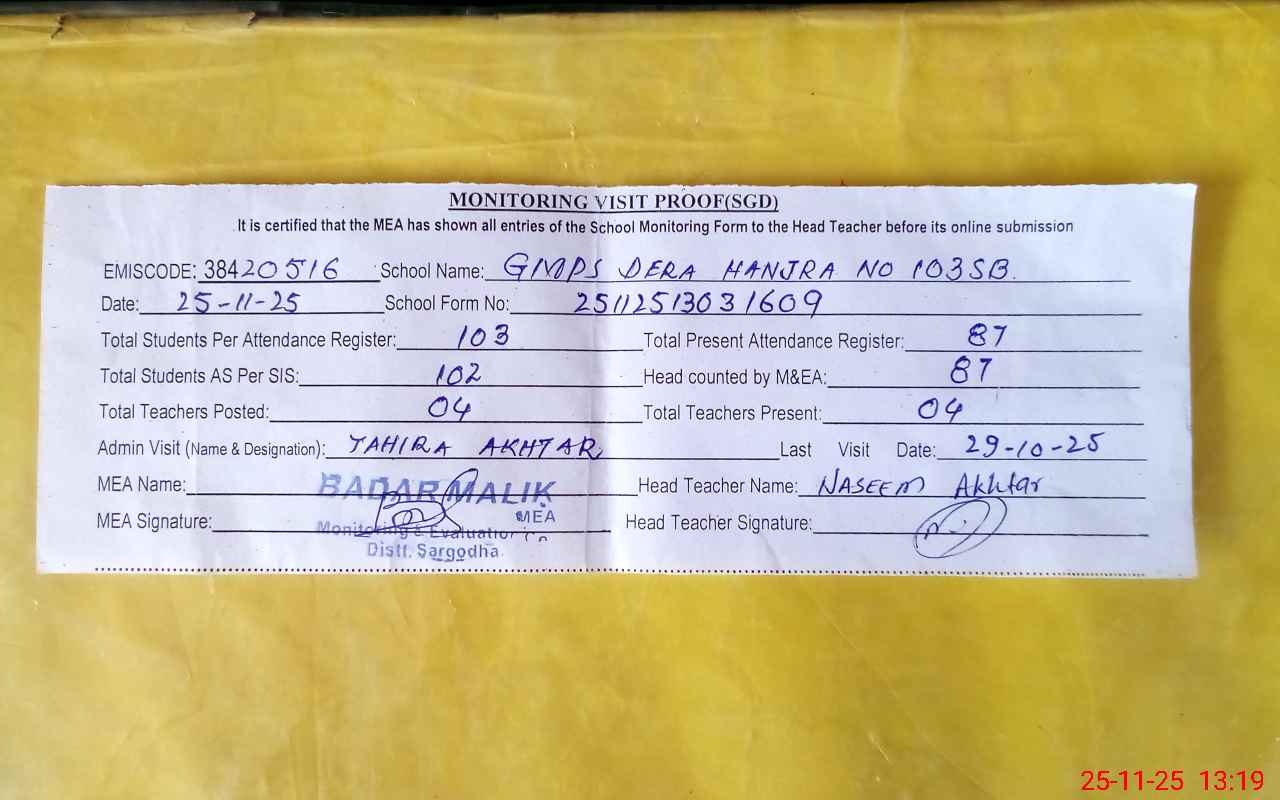 MONITORING VISIT PROOF(SGD)
It is certified that the MEA has shown all entries of the School Monitoring Form to the Head Teacher before its online submission
EMISCODE: 38420516 School Name: GMPS DERA HANJRA NO 103SB.
Date: 25-11-25 School Form No: 2511251303 1609
Total Students Per Attendance Register: 103 Total Present Attendance Register: 87
Total Students AS Per SIS: 102 Head counted by M&EA: 87
Total Teachers Posted: 04 Total Teachers Present: 04
Admin Visit (Name & Designation): TAHIRA AKHTAR Last Visit Date: 29-10-25
MEA Name: BADAR MALIK Head Teacher Name: NASEEM Akhtar
MEA
MEA Signature: Monitoring & Evaluation Head Teacher Signature:
Distt. Sargodha.
25-11-25 13:19